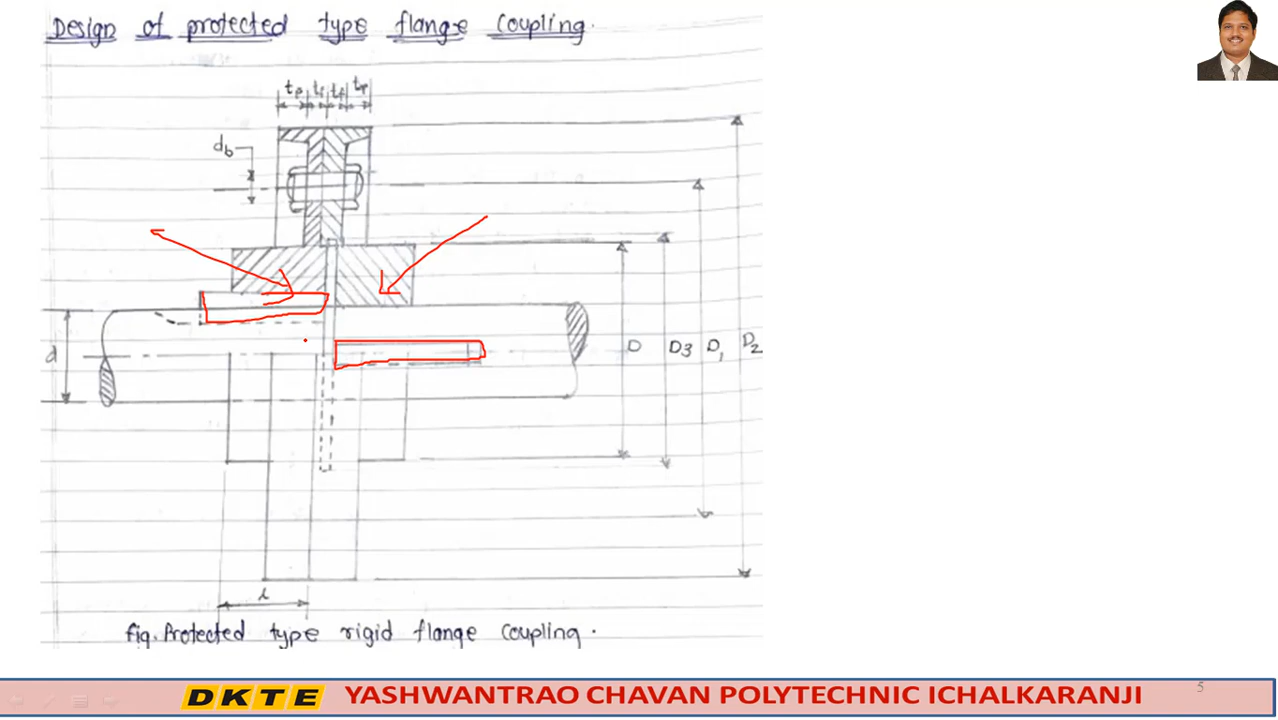 Design of protected type flange coupling.
tp tf tf tp
db
d
D D3 D1 D2
l
fig. Protected type rigid flange coupling.
5
DKTE YASHWANTRAO CHAVAN POLYTECHNIC ICHALKARANJI